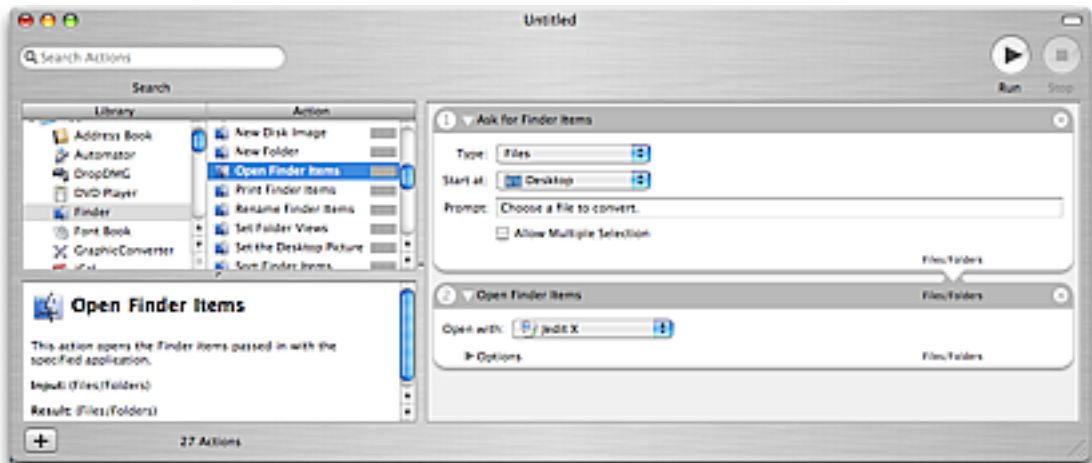 Untitled
Search Actions
Search
Run
Stop
Library
Action
Address Book
Automator
DropDMG
DVD Player
Finder
Font Book
GraphicConverter
iCal
New Disk Image
New Folder
Open Finder Items
Print Finder Items
Rename Finder Items
Set Folder Views
Set the Desktop Picture
Sort Finder Items
1 Ask for Finder Items
Type: Files
Start at: Desktop
Prompt: Choose a file to convert.
Allow Multiple Selection
Files/Folders
2 Open Finder Items
Files/Folders
Open with: Jedit X
Options
Files/Folders
Open Finder Items
This action opens the Finder items passed in with the
specified application.
Input: (Files/Folders)
Result: (Files/Folders)
27 Actions